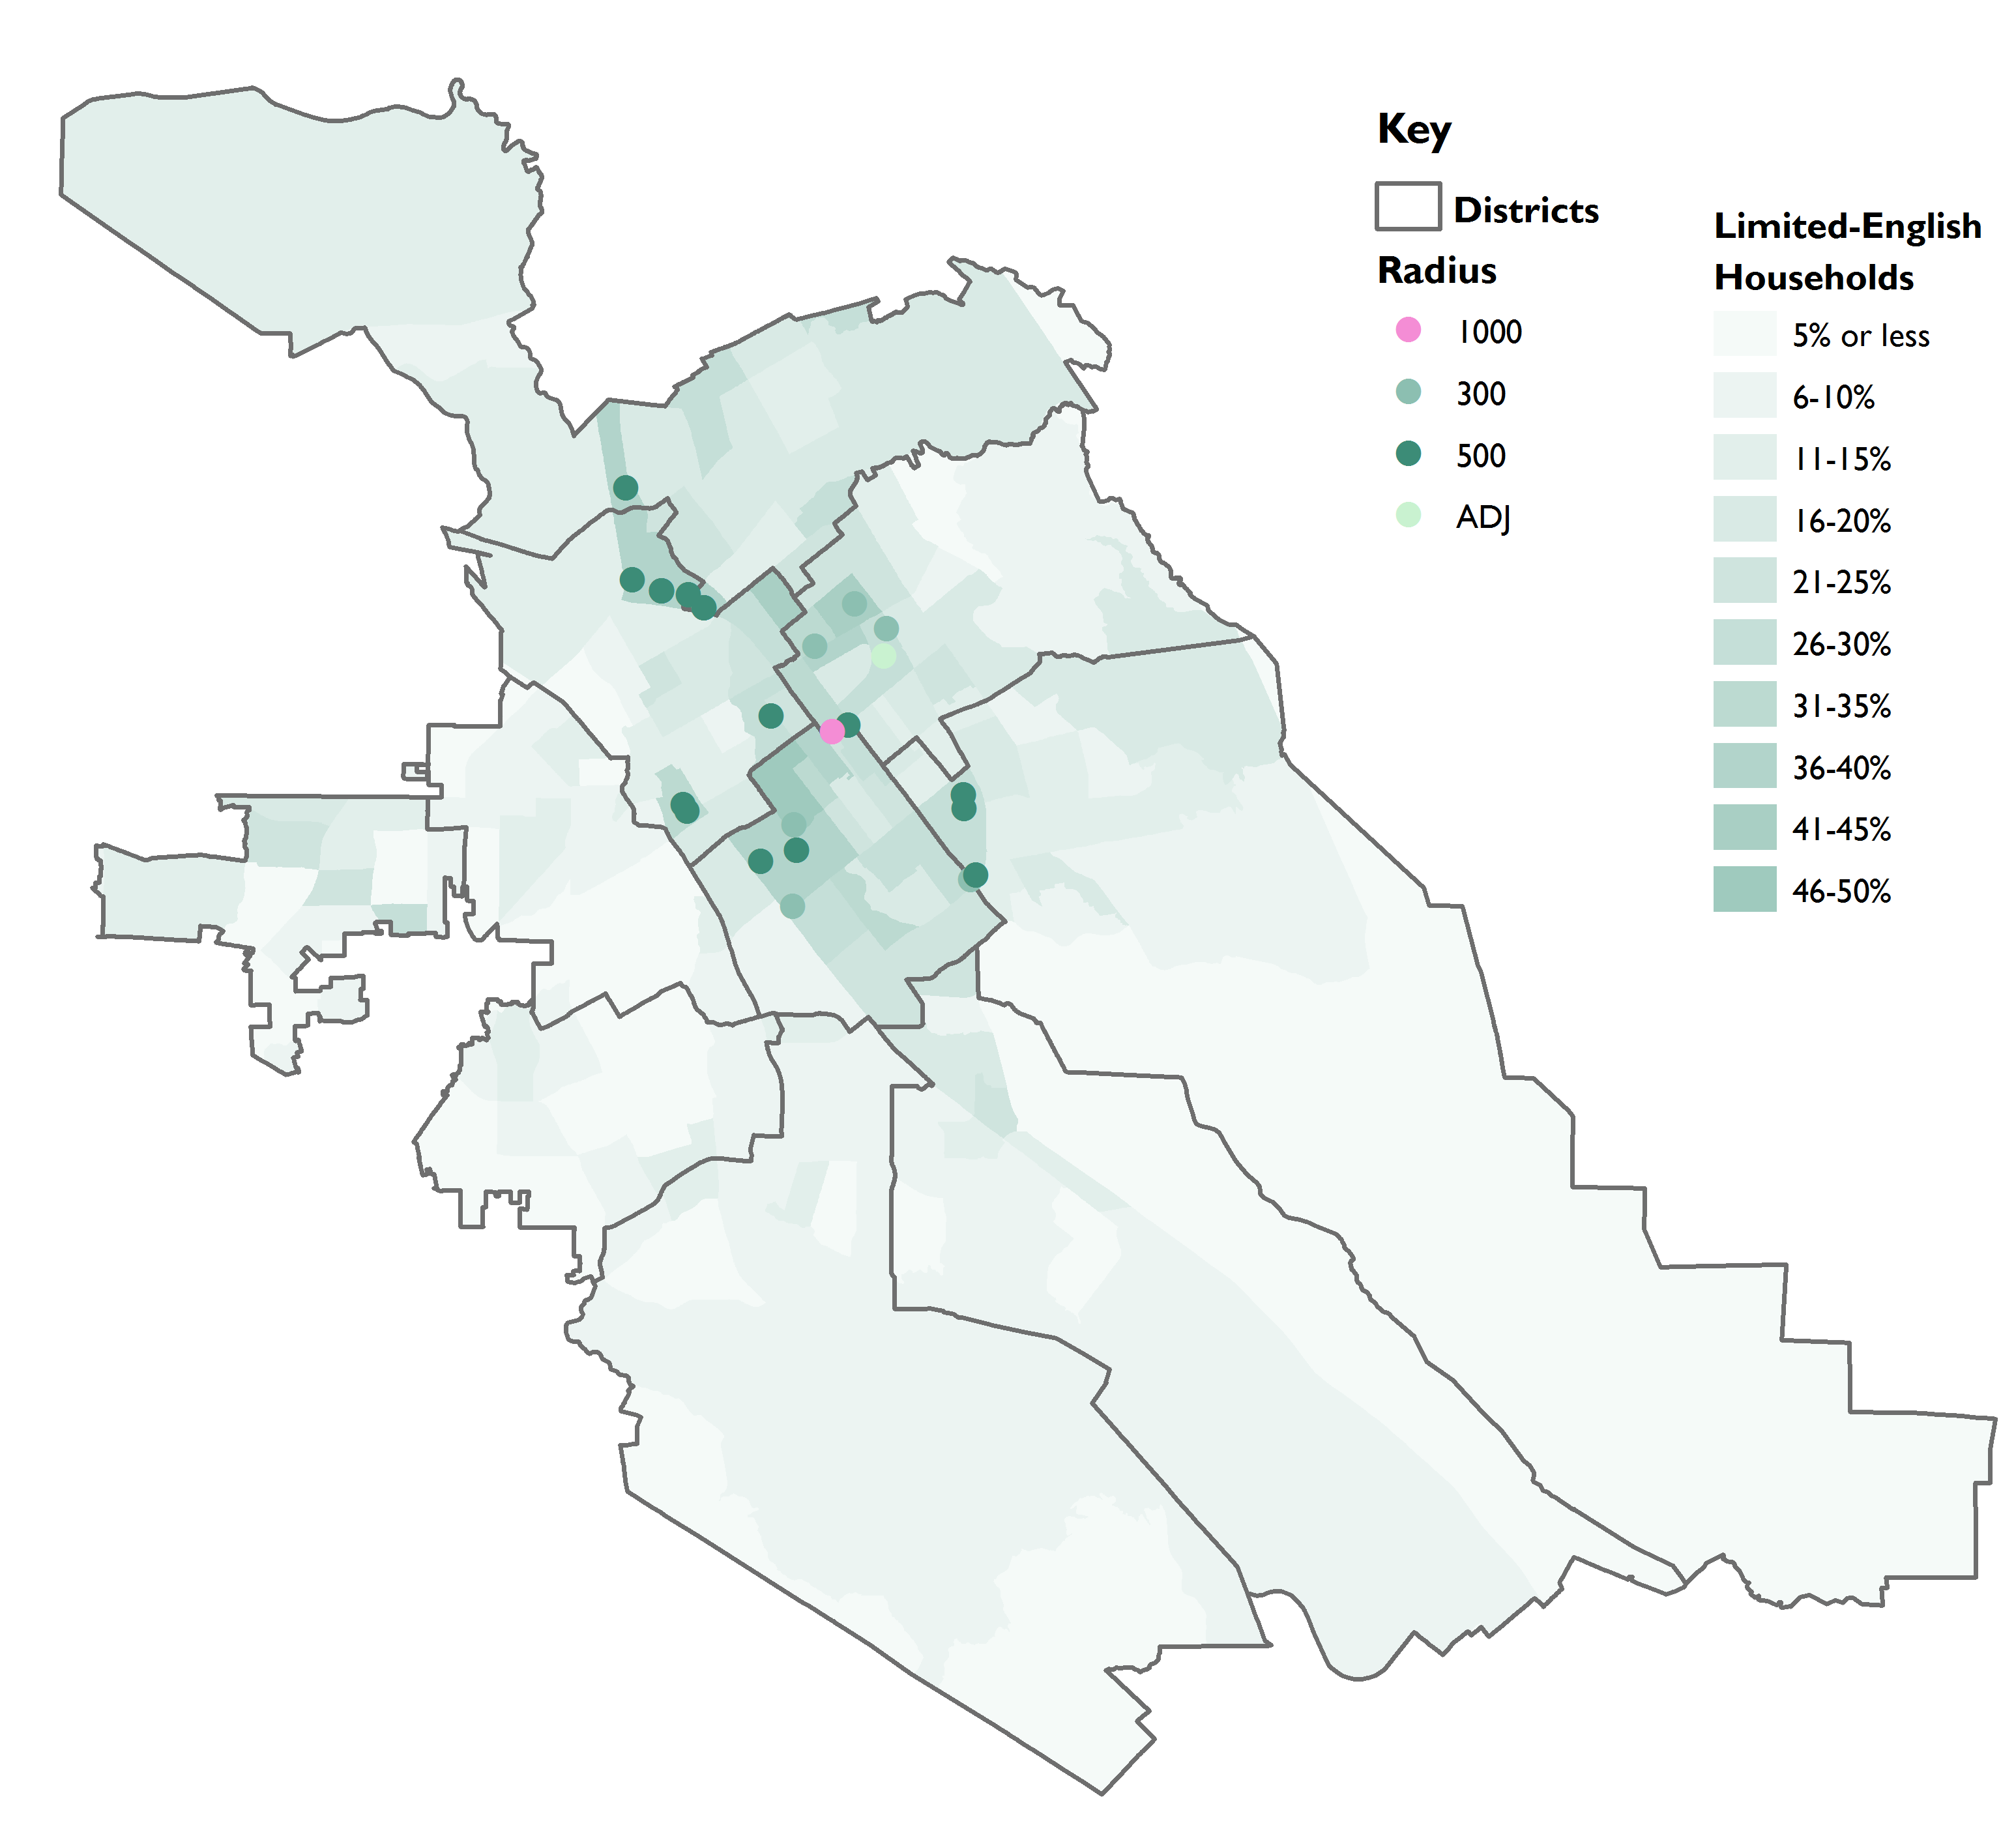 Key
Districts
Radius
1000
300
500
ADJ
Limited-English
Households
5% or less
6-10%
11-15%
16-20%
21-25%
26-30%
31-35%
36-40%
41-45%
46-50%